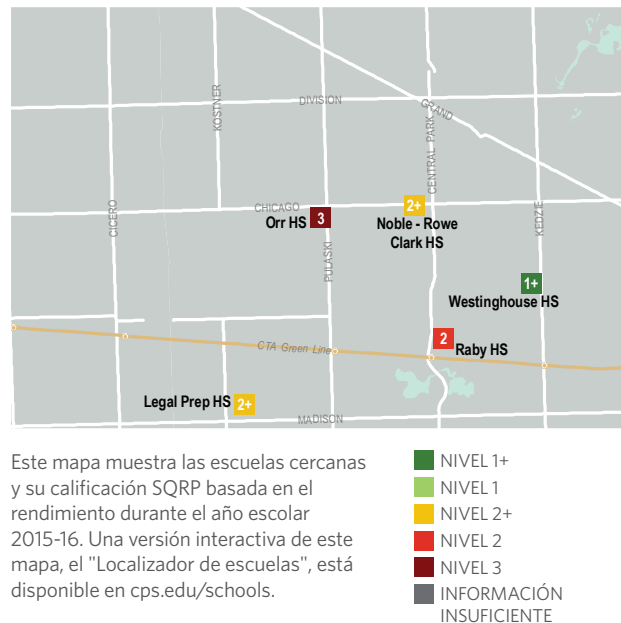 DIVISION
KOSTNER
GRAND
CENTRAL PARK
CHICAGO
CICERO
Orr HS
3
2+
Noble - Rowe
Clark HS
KEDZIE
PULASKI
1+
Westinghouse HS
2
Raby HS
CTA Green Line
Legal Prep HS
2+
MADISON
Este mapa muestra las escuelas cercanas
y su calificación SQRP basada en el
rendimiento durante el año escolar
2015-16. Una versión interactiva de este
mapa, el "Localizador de escuelas", está
disponible en cps.edu/schools.
NIVEL 1+
NIVEL 1
NIVEL 2+
NIVEL 2
NIVEL 3
INFORMACIÓN
INSUFICIENTE